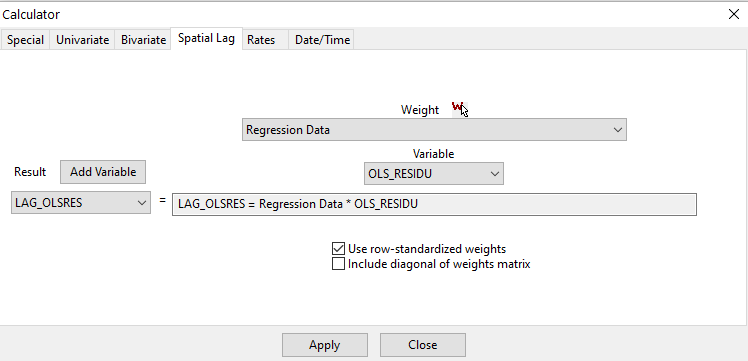 Calculator
Special Univariate Bivariate Spatial Lag Rates Date/Time
Weight
Regression Data
Variable
Result Add Variable OLS_RESIDU
LAG_OLSRES = LAG_OLSRES = Regression Data * OLS_RESIDU
Use row-standardized weights
Include diagonal of weights matrix
Apply Close